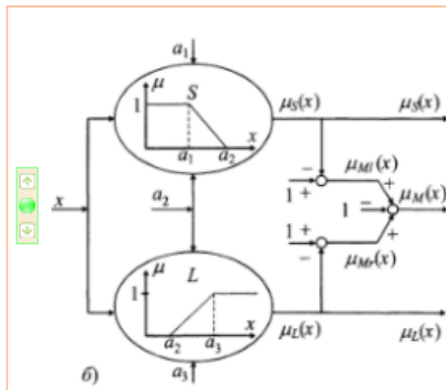 a₁
μ S
1
x
a₁ a₂
μS(x) μS(x)
x
a₂
− μMl(x)
1 + +
1 − μM(x)
1 + +
− μMr(x)
μ L
1
x
a₂ a₃
μL(x) μL(x)
a₃
б)